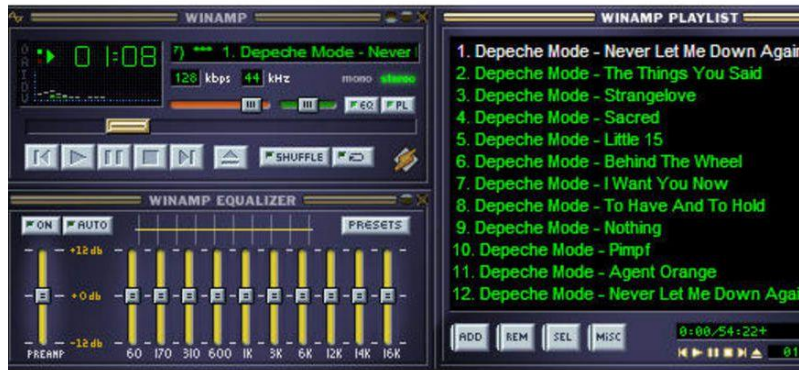 WINAMP
O
A
I
D
U
01:08
7) *** 1. Depeche Mode - Never
128 kbps 44 kHz mono stereo
EQ PL
SHUFFLE
WINAMP EQUALIZER
ON AUTO PRESETS
+12 db
+0 db
-12 db
PREAMP 60 170 310 600 1K 3K 6K 12K 14K 16K
WINAMP PLAYLIST
1. Depeche Mode - Never Let Me Down Again
2. Depeche Mode - The Things You Said
3. Depeche Mode - Strangelove
4. Depeche Mode - Sacred
5. Depeche Mode - Little 15
6. Depeche Mode - Behind The Wheel
7. Depeche Mode - I Want You Now
8. Depeche Mode - To Have And To Hold
9. Depeche Mode - Nothing
10. Depeche Mode - Pimpf
11. Depeche Mode - Agent Orange
12. Depeche Mode - Never Let Me Down Agai
ADD REM SEL MISC
0:00/54:22+
01